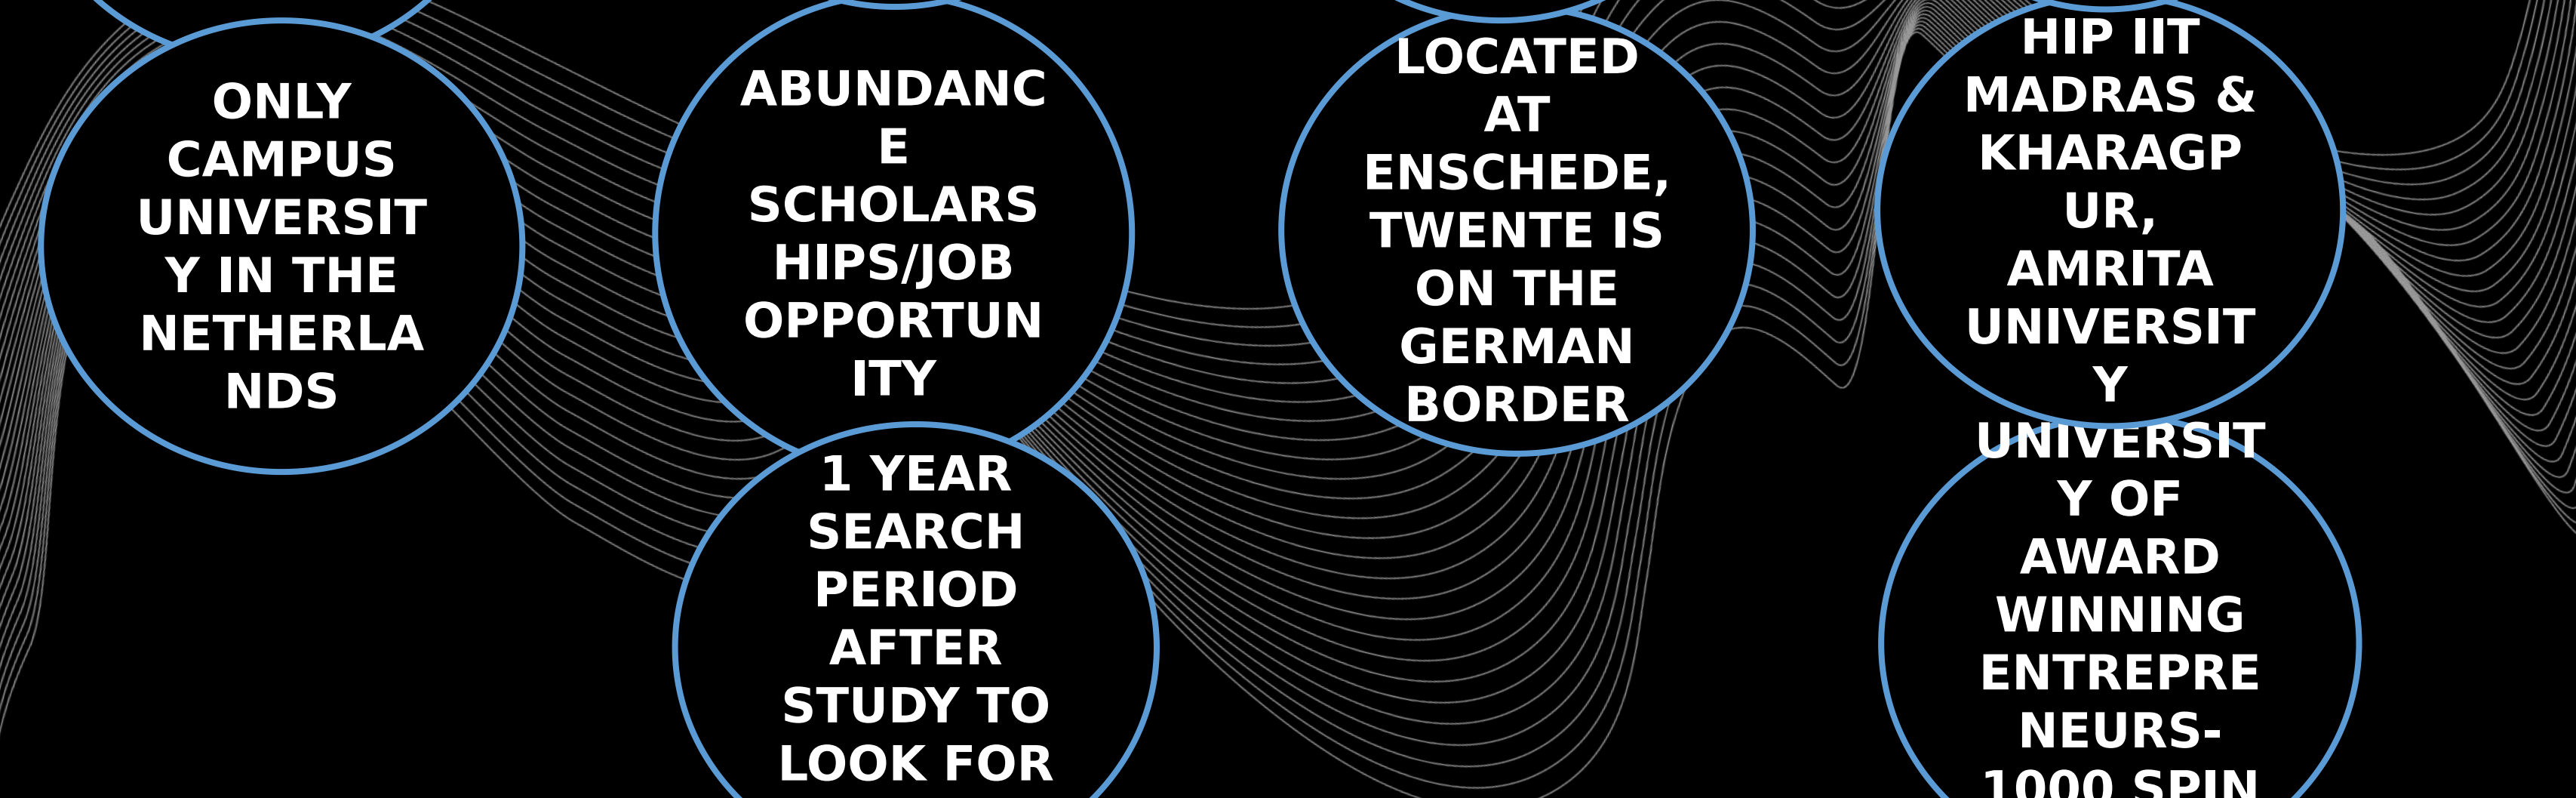 ONLY
CAMPUS
UNIVERSIT
Y IN THE
NETHERLA
NDS
ABUNDANC
E
SCHOLARS
HIPS/JOB
OPPORTUN
ITY
1 YEAR
SEARCH
PERIOD
AFTER
STUDY TO
LOOK FOR
LOCATED
AT
ENSCHEDE,
TWENTE IS
ON THE
GERMAN
BORDER
HIP IIT
MADRAS &
KHARAGP
UR,
AMRITA
UNIVERSIT
Y
UNIVERSIT
Y OF
AWARD
WINNING
ENTREPRE
NEURS-
1000 SPIN